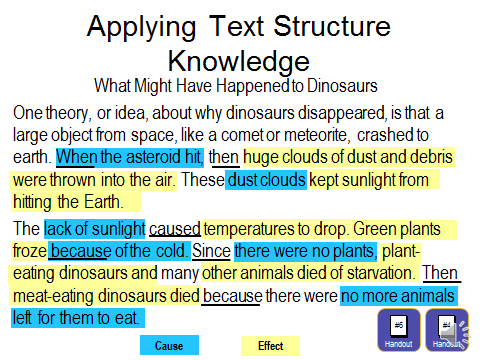 Applying Text Structure
Knowledge
What Might Have Happened to Dinosaurs
One theory, or idea, about why dinosaurs disappeared, is that a
large object from space, like a comet or meteorite, crashed to
earth. When the asteroid hit, then huge clouds of dust and debris
were thrown into the air. These dust clouds kept sunlight from
hitting the Earth.
The lack of sunlight caused temperatures to drop. Green plants
froze because of the cold. Since there were no plants, plant-
eating dinosaurs and many other animals died of starvation. Then
meat-eating dinosaurs died because there were no more animals
left for them to eat.
Cause
Effect
#6
Handout
#4
Handout